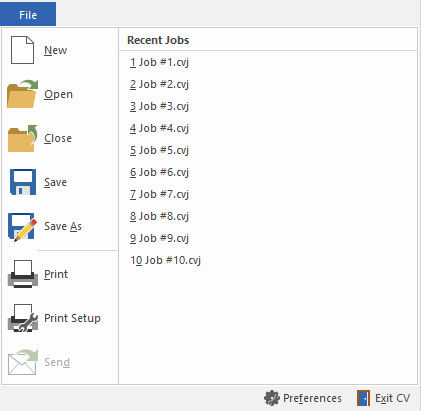 File
New
Open
Close
Save
Save As
Print
Print Setup
Send
Recent Jobs
1 Job #1.cvj
2 Job #2.cvj
3 Job #3.cvj
4 Job #4.cvj
5 Job #5.cvj
6 Job #6.cvj
7 Job #7.cvj
8 Job #8.cvj
9 Job #9.cvj
10 Job #10.cvj
Preferences Exit CV